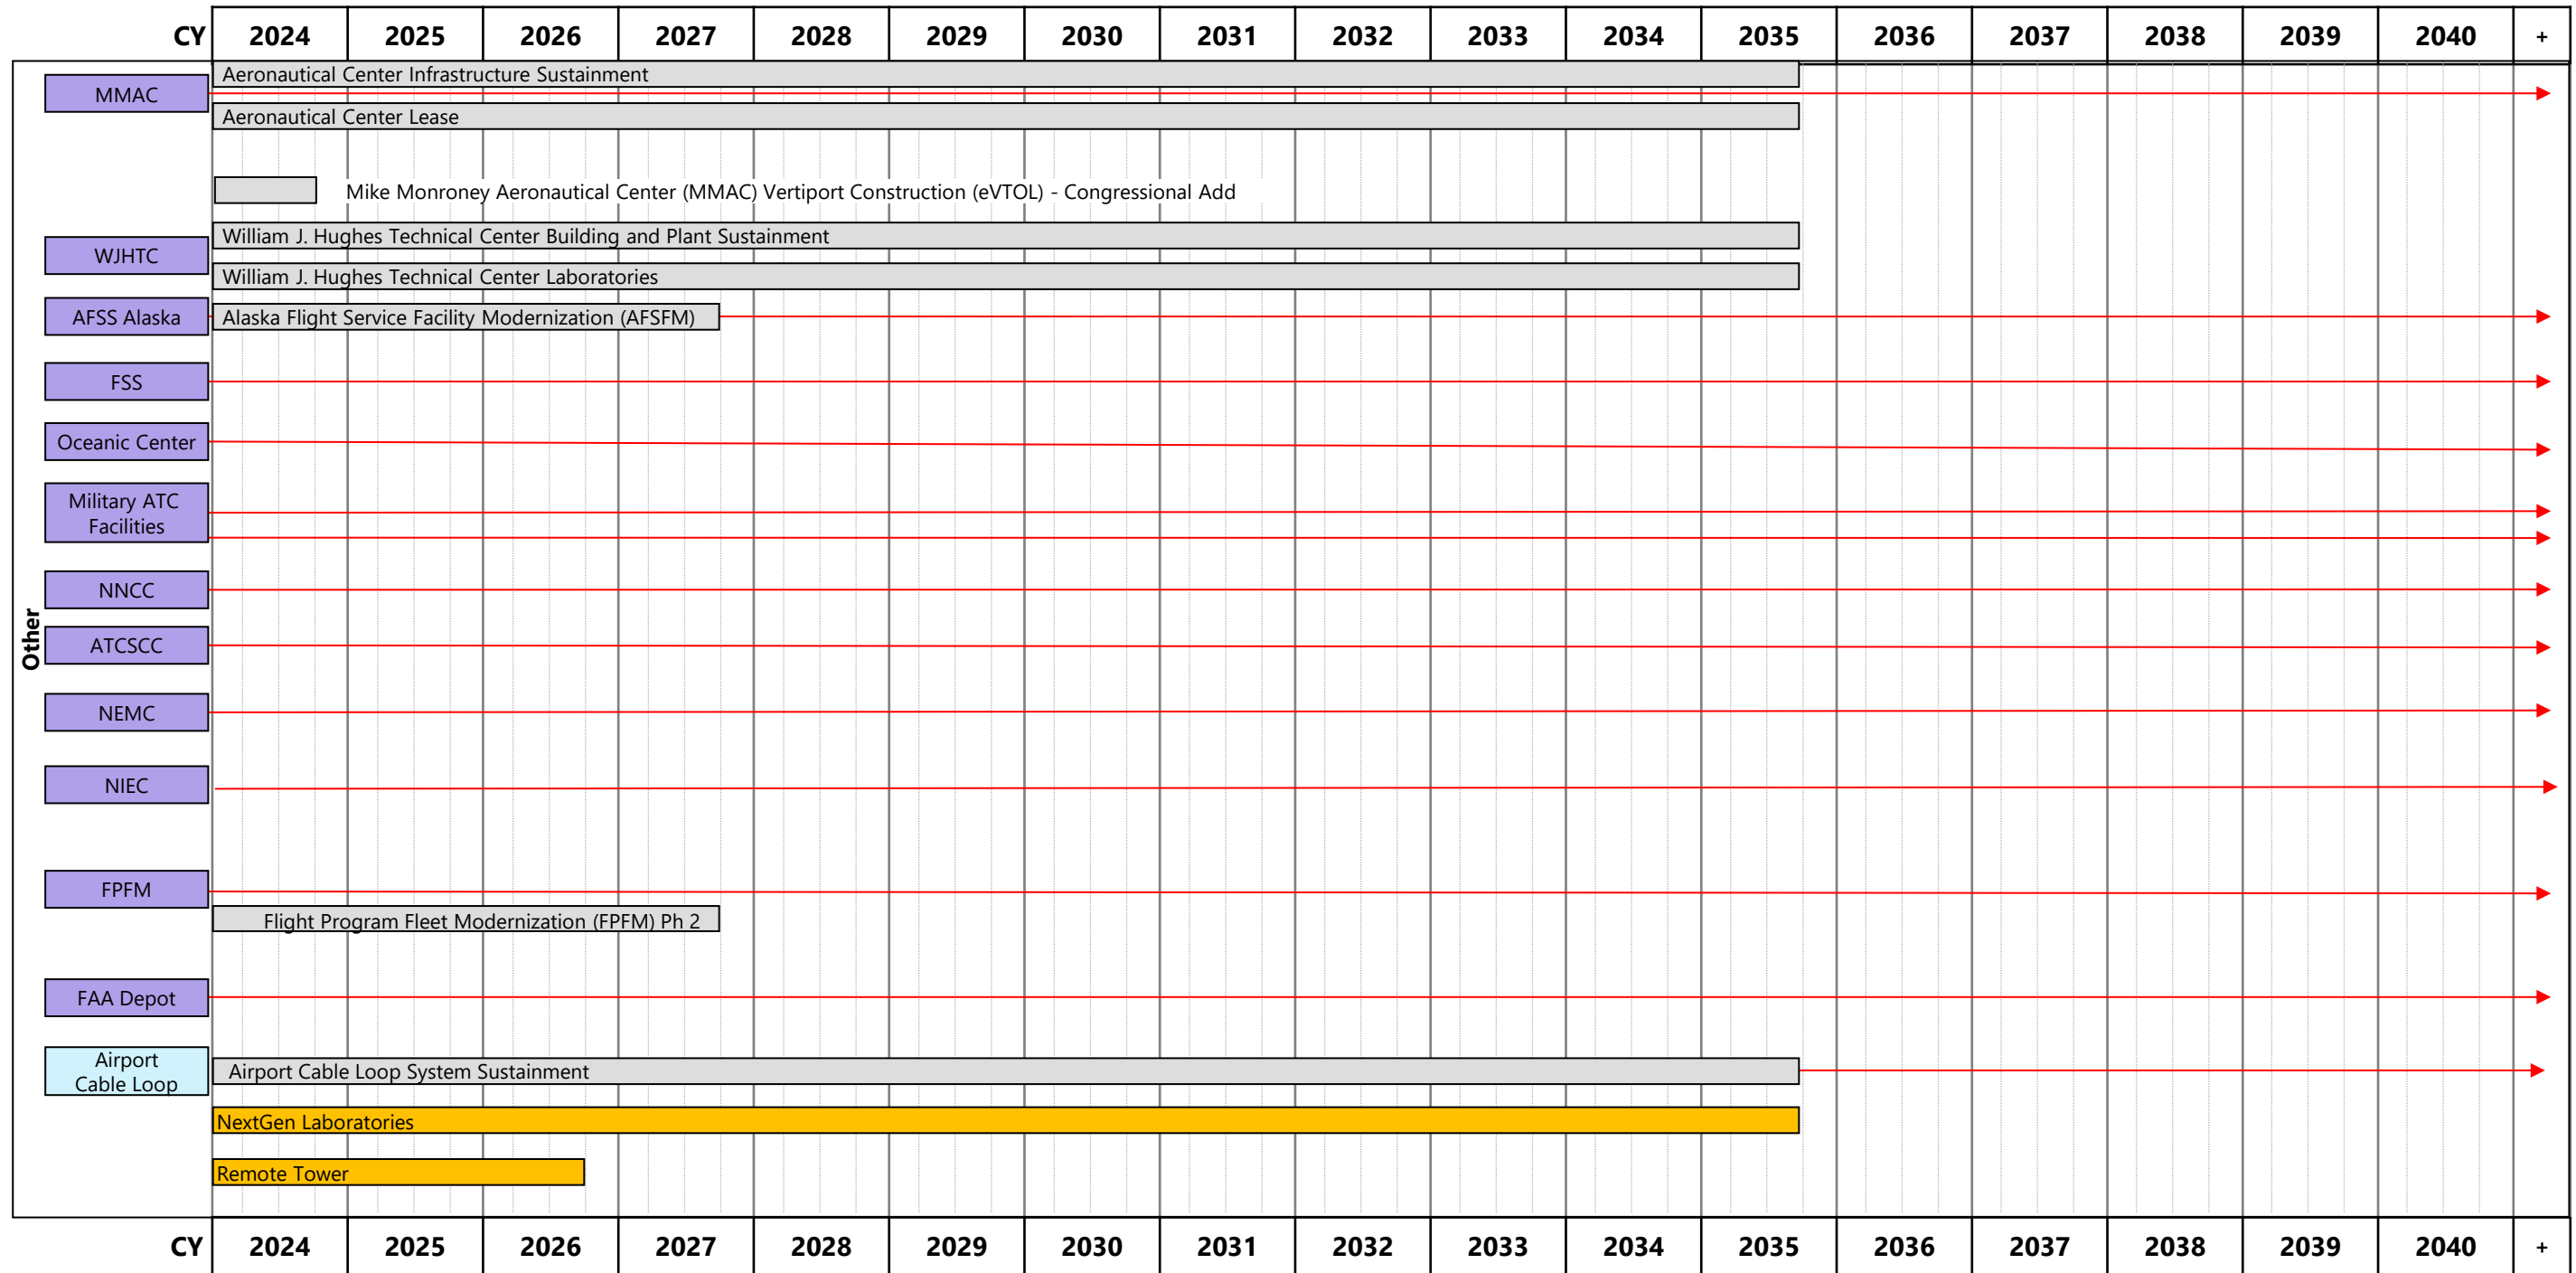 CY 2024 2025 2026 2027 2028 2029 2030 2031 2032 2033 2034 2035 2036 2037 2038 2039 2040 +
Other
Aeronautical Center Infrastructure Sustainment
MMAC
Aeronautical Center Lease
Mike Monroney Aeronautical Center (MMAC) Vertiport Construction (eVTOL) - Congressional Add
William J. Hughes Technical Center Building and Plant Sustainment
WJHTC
William J. Hughes Technical Center Laboratories
AFSS Alaska
Alaska Flight Service Facility Modernization (AFSFM)
FSS
Oceanic Center
Military ATC
Facilities
NNCC
ATCSCC
NEMC
NIEC
FPFM
Flight Program Fleet Modernization (FPFM) Ph 2
FAA Depot
Airport
Cable Loop
Airport Cable Loop System Sustainment
NextGen Laboratories
Remote Tower
CY 2024 2025 2026 2027 2028 2029 2030 2031 2032 2033 2034 2035 2036 2037 2038 2039 2040 +